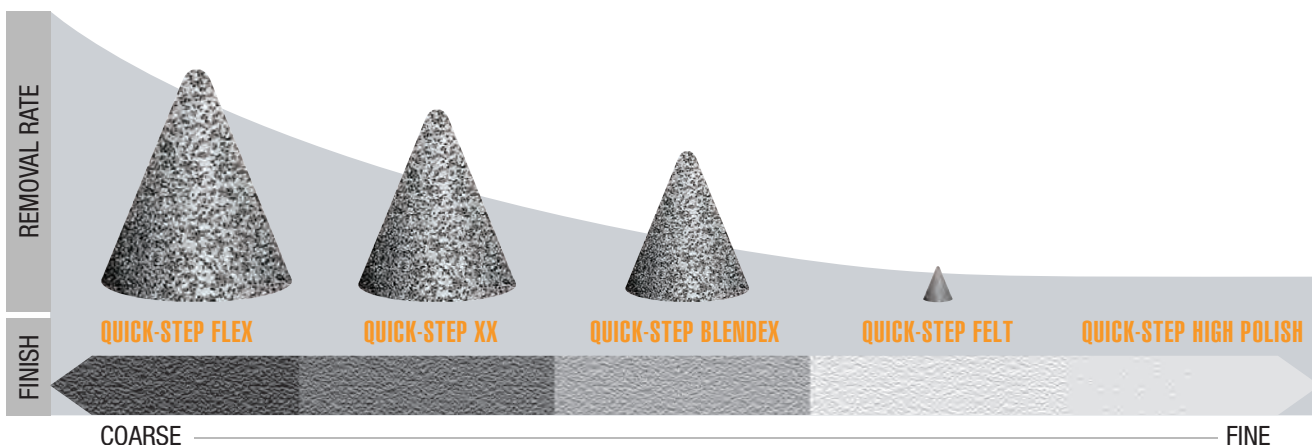 REMOVAL RATE
QUICK-STEP FLEX QUICK-STEP XX QUICK-STEP BLENDEX QUICK-STEP FELT QUICK-STEP HIGH POLISH
FINISH
COARSE FINE